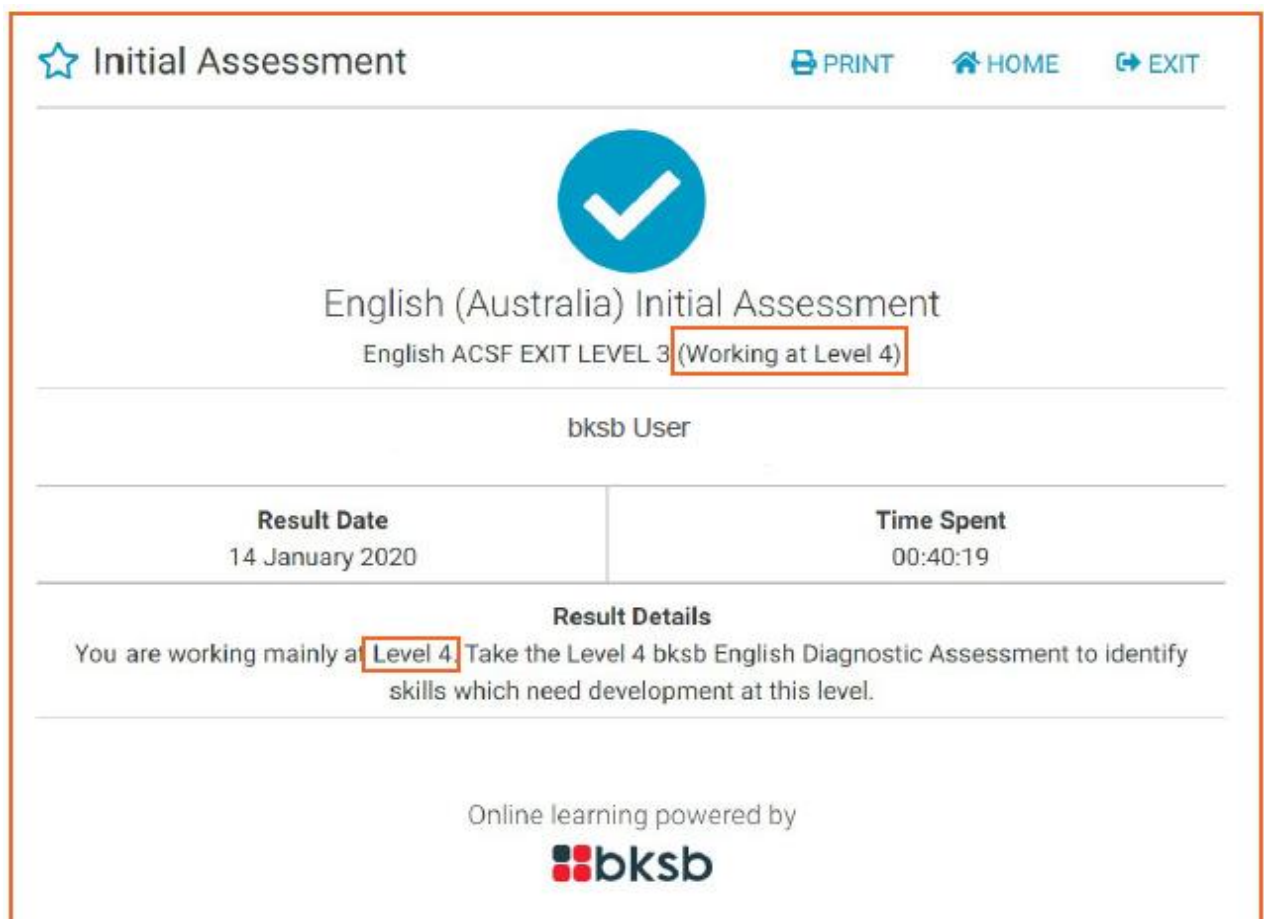 Initial Assessment
PRINT
HOME
EXIT
English (Australia) Initial Assessment
English ACSF EXIT LEVEL 3 (Working at Level 4)
bksb User
Result Date
14 January 2020
Time Spent
00:40:19
Result Details
You are working mainly at Level 4. Take the Level 4 bksb English Diagnostic Assessment to identify
skills which need development at this level.
Online learning powered by
bksb